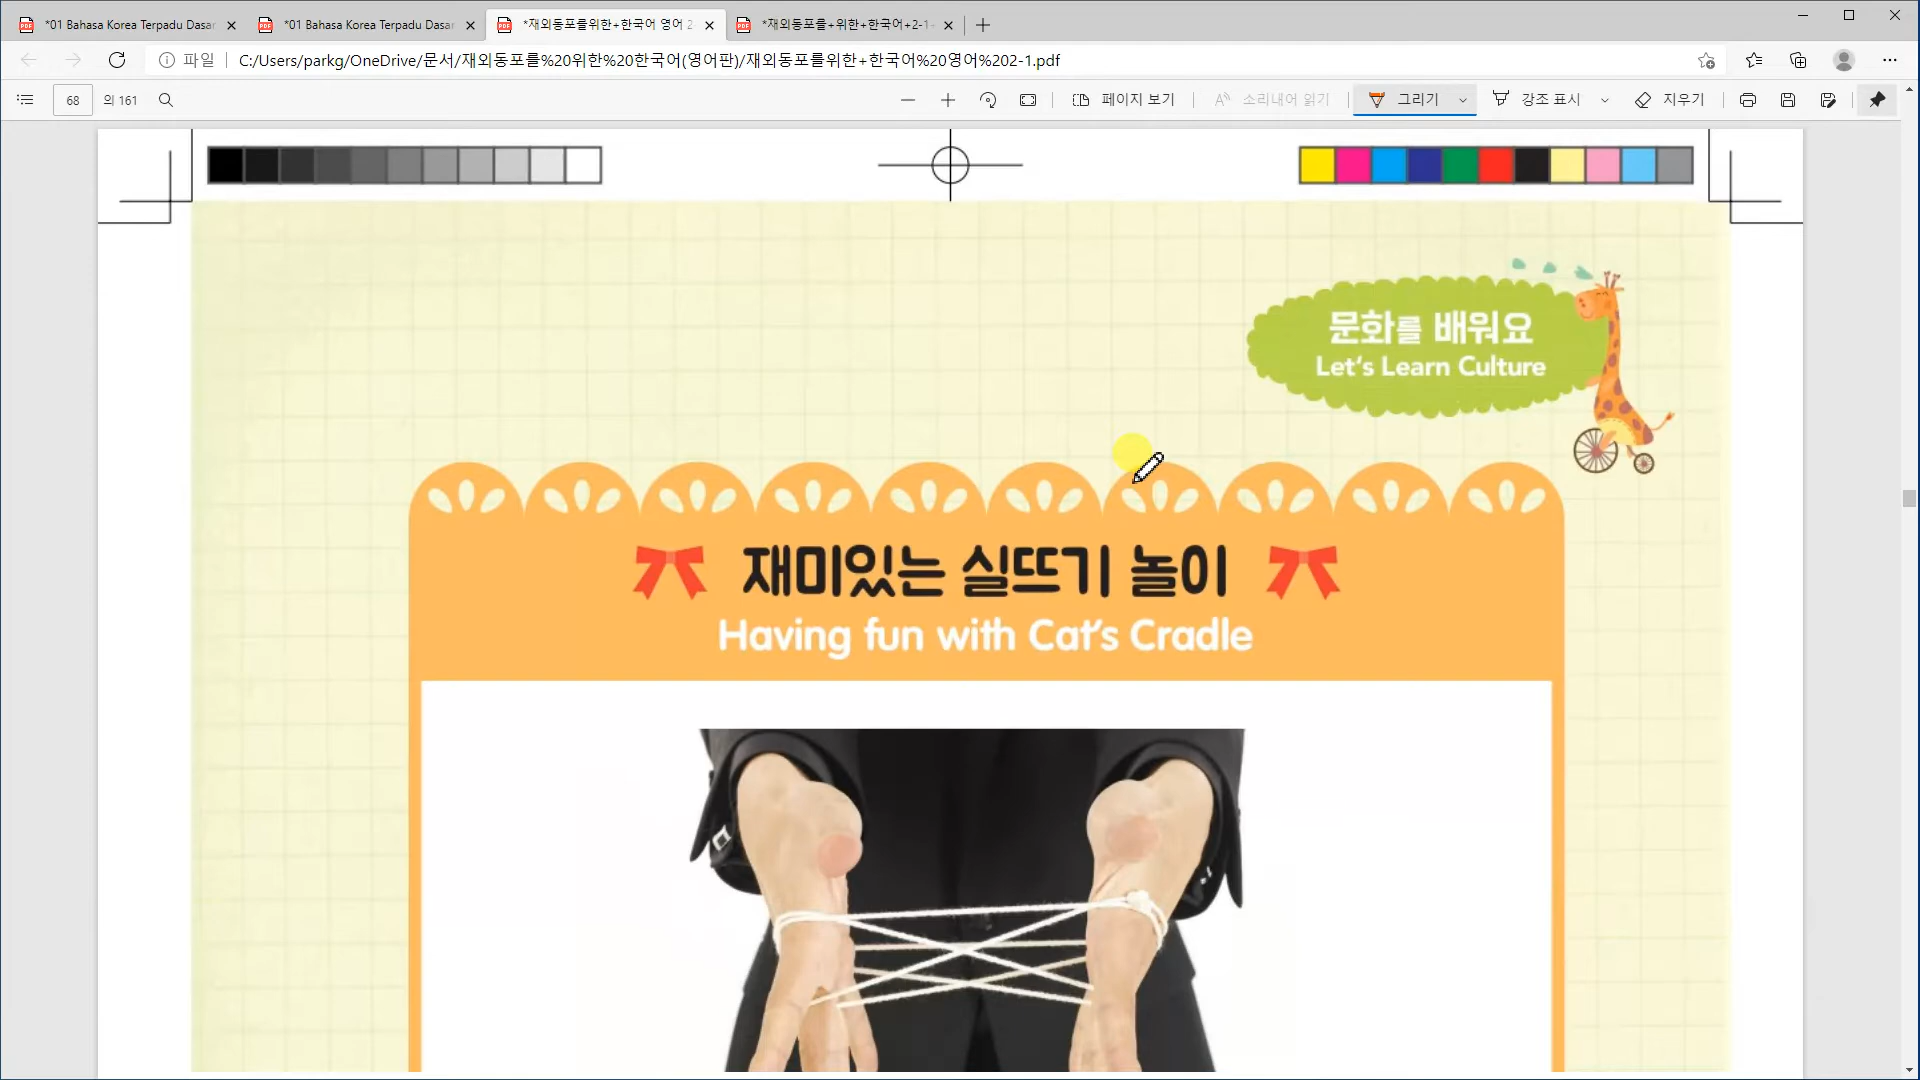 *01 Bahasa Korea Terpadu Dasar
*01 Bahasa Korea Terpadu Dasar
*재외동포를위한+한국어 영어 2
*재외동포를+위한+한국어+2-1
파일
C:/Users/parkg/OneDrive/문서/재외동포를%20위한%20한국어(영어판)/재외동포를위한+한국어%20영어%202-1.pdf
68 의 161
페이지 보기
소리내어 읽기
그리기
강조 표시
지우기
문화를 배워요
Let's Learn Culture
재미있는 실뜨기 놀이
Having fun with Cat's Cradle